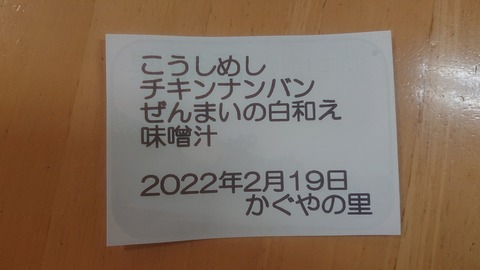 こうしめし
チキンナンバン
ぜんまいの白和え
味噌汁
2022年2月19日
かぐやの里